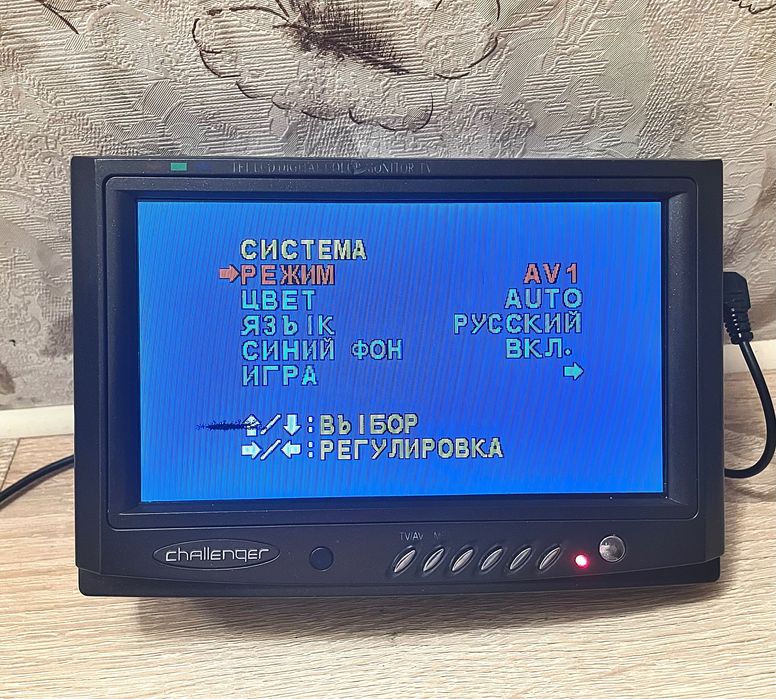 TFT LCD DIGITAL COLOR MONITOR TV
СИСТЕМА
РЕЖИМ AV1
ЦВЕТ AUTO
ЯЗЫК РУССКИЙ
СИНИЙ ФОН ВКЛ.
ИГРА
:ВЫБОР
:РЕГУЛИРОВКА
TV/AV
challenger